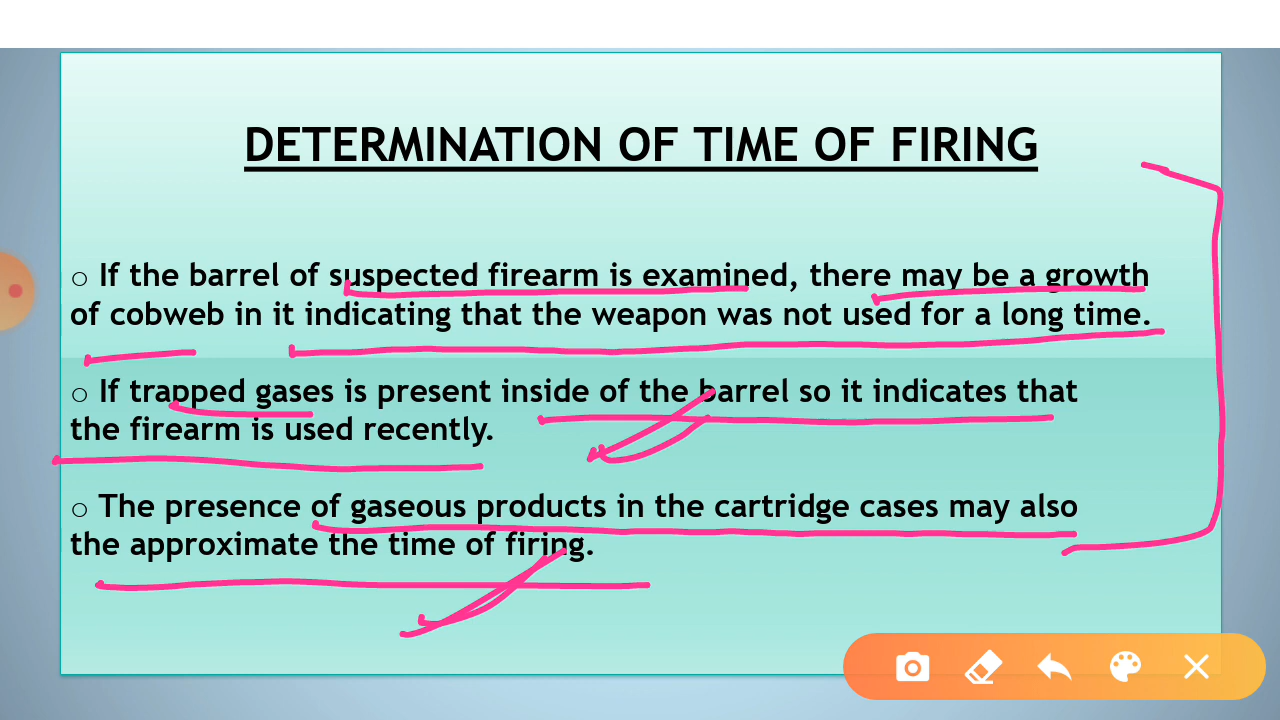 DETERMINATION OF TIME OF FIRING
○ If the barrel of suspected firearm is examined, there may be a growth
of cobweb in it indicating that the weapon was not used for a long time.
○ If trapped gases is present inside of the barrel so it indicates that
the firearm is used recently.
○ The presence of gaseous products in the cartridge cases may also
the approximate the time of firing.